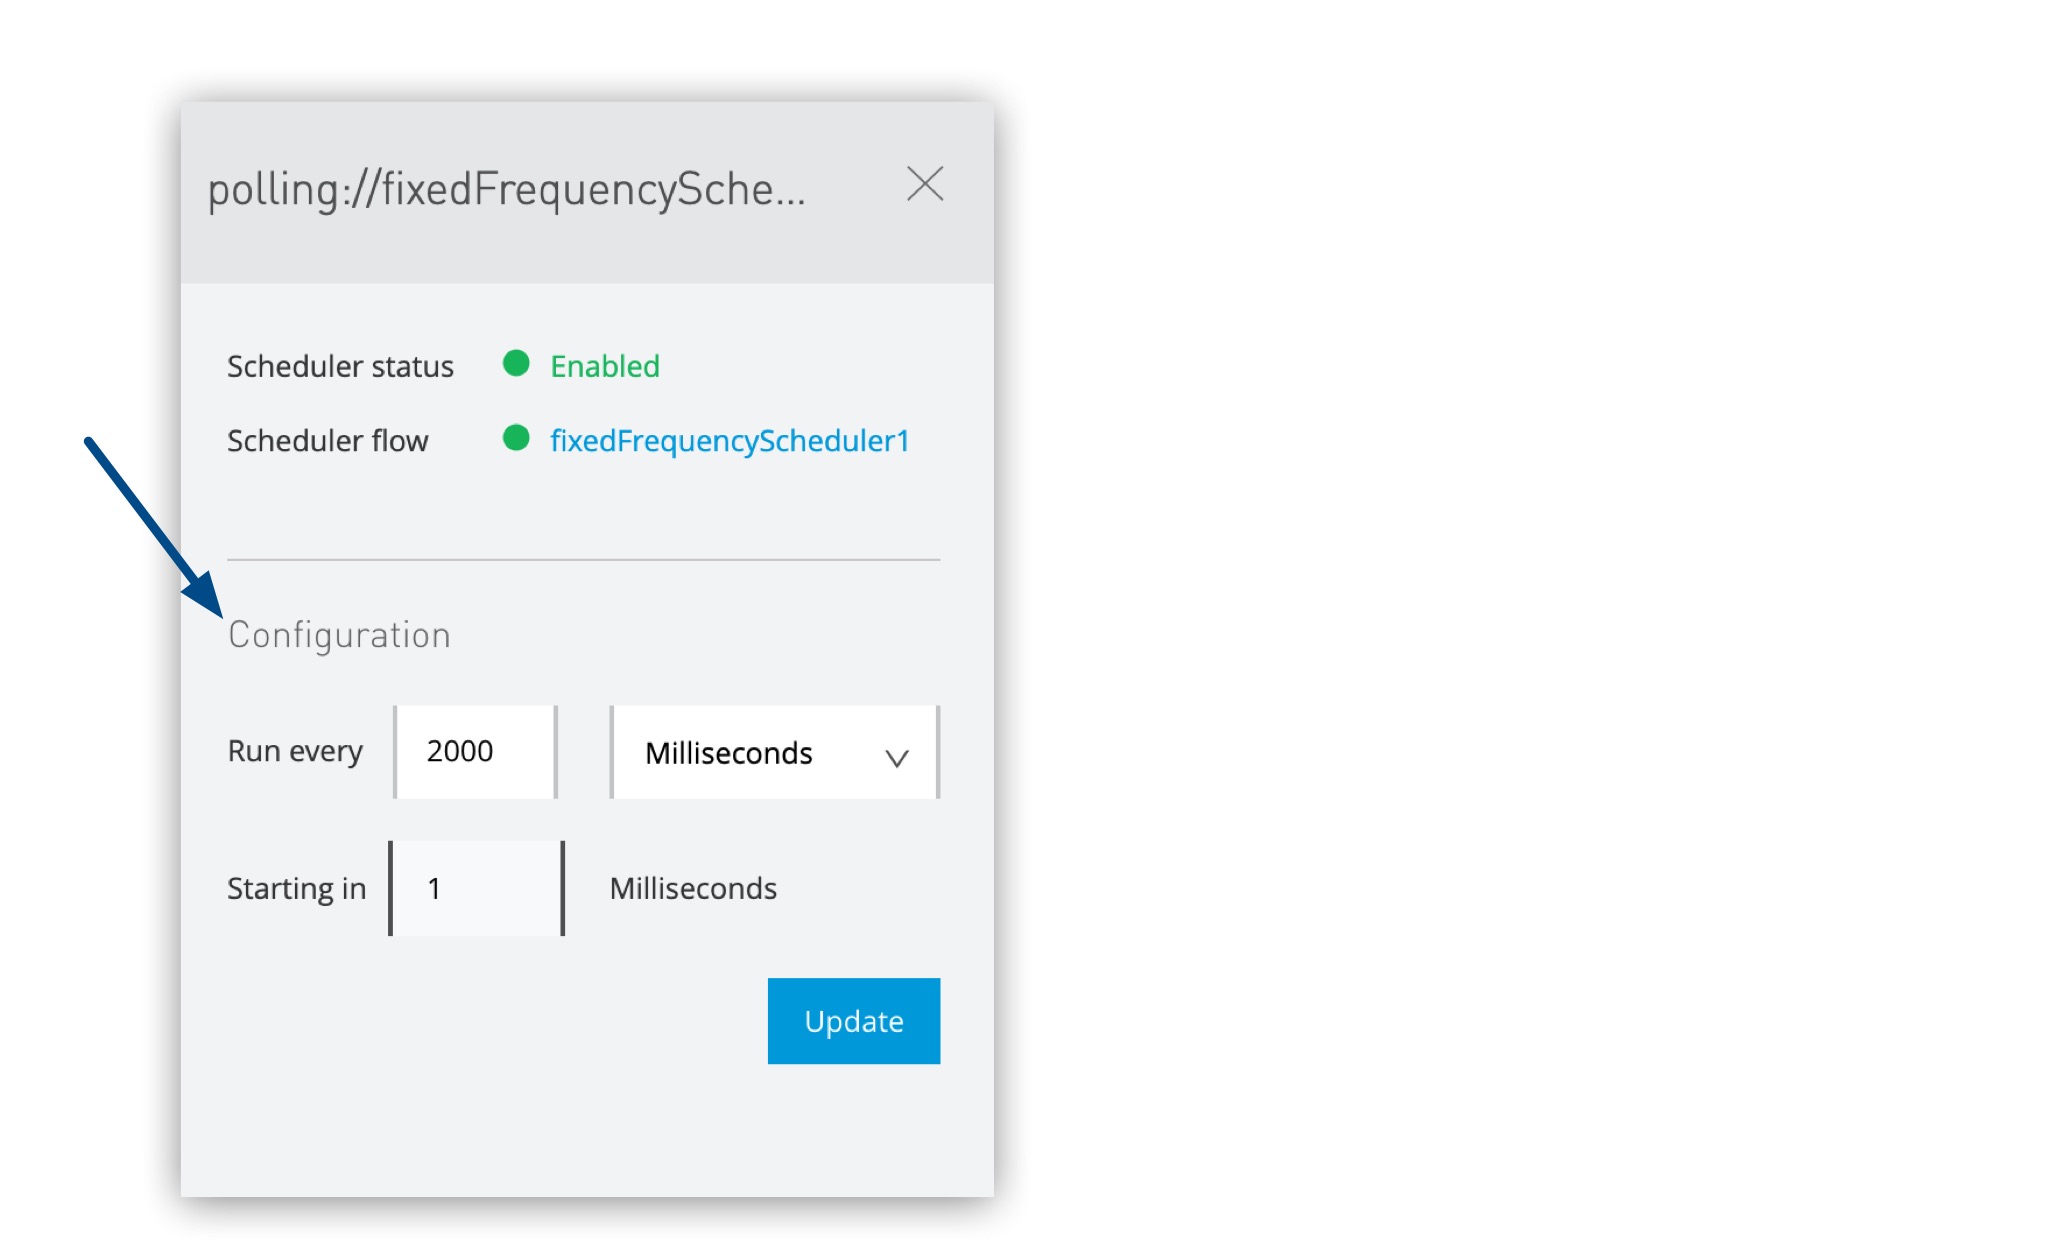 polling://fixedFrequencySche...
Scheduler status Enabled
Scheduler flow fixedFrequencyScheduler1
Configuration
Run every 2000 Milliseconds
Starting in 1 Milliseconds
Update